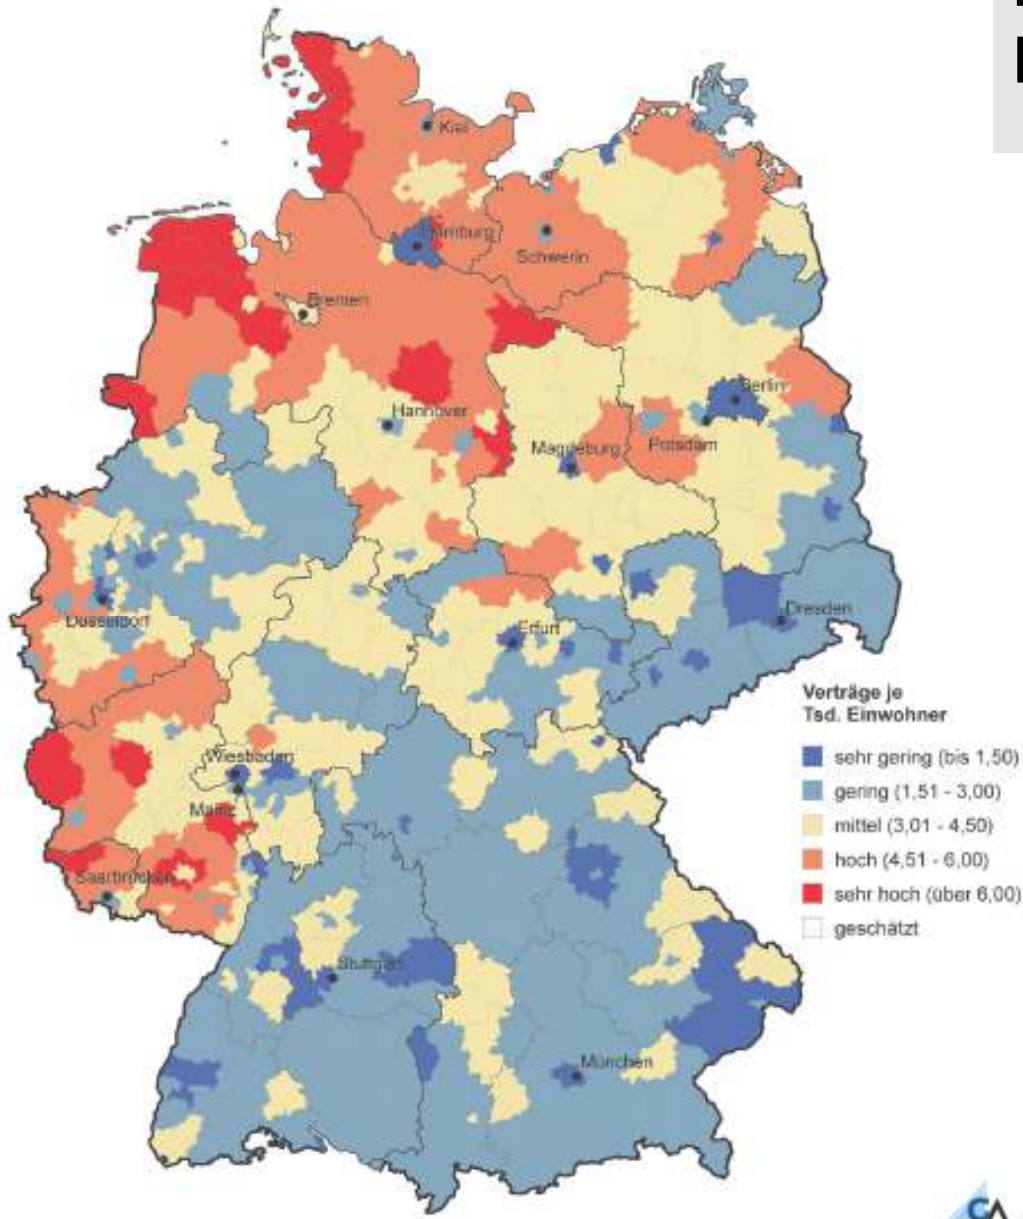 Kiel
Hamburg
Schwerin
Bremen
Berlin
Hannover
Magdeburg
Potsdam
Düsseldorf
Erfurt
Dresden
Verträge je
Tsd. Einwohner
sehr gering (bis 1,50)
gering (1,51 - 3,00)
mittel (3,01 - 4,50)
hoch (4,51 - 6,00)
sehr hoch (über 6,00)
geschätzt
Wiesbaden
Mainz
Saarbrücken
Stuttgart
München